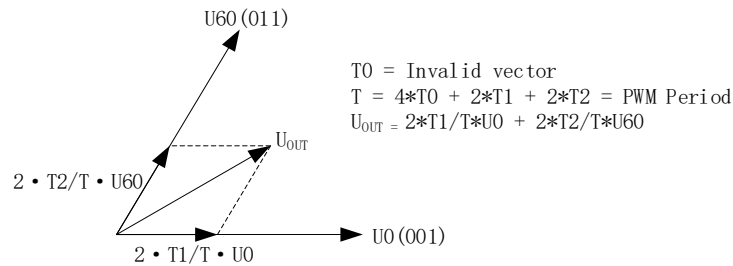 U60(011)
T0 = Invalid vector
T = 4*T0 + 2*T1 + 2*T2 = PWM Period
UOUT = 2*T1/T*U0 + 2*T2/T*U60
UOUT
2·T2/T·U60
U0(001)
2·T1/T·U0